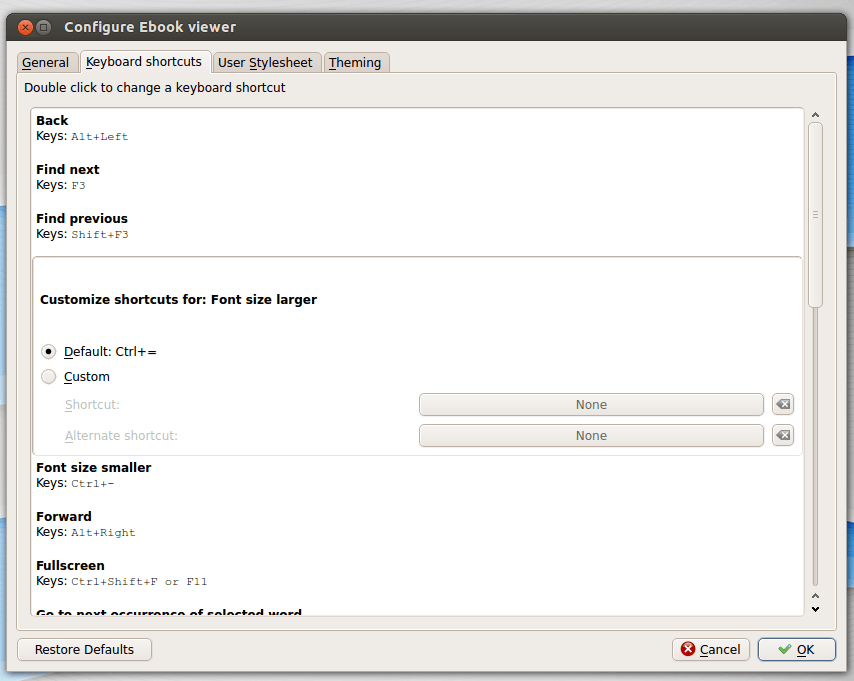 Configure Ebook viewer
General Keyboard shortcuts User Stylesheet Theming
Double click to change a keyboard shortcut
Back
Keys: Alt+Left
Find next
Keys: F3
Find previous
Keys: Shift+F3
Customize shortcuts for: Font size larger
Default: Ctrl+=
Custom
Shortcut: None
Alternate shortcut: None
Font size smaller
Keys: Ctrl+-
Forward
Keys: Alt+Right
Fullscreen
Keys: Ctrl+Shift+F or F11
Go to next occurrence of selected word
Restore Defaults Cancel OK